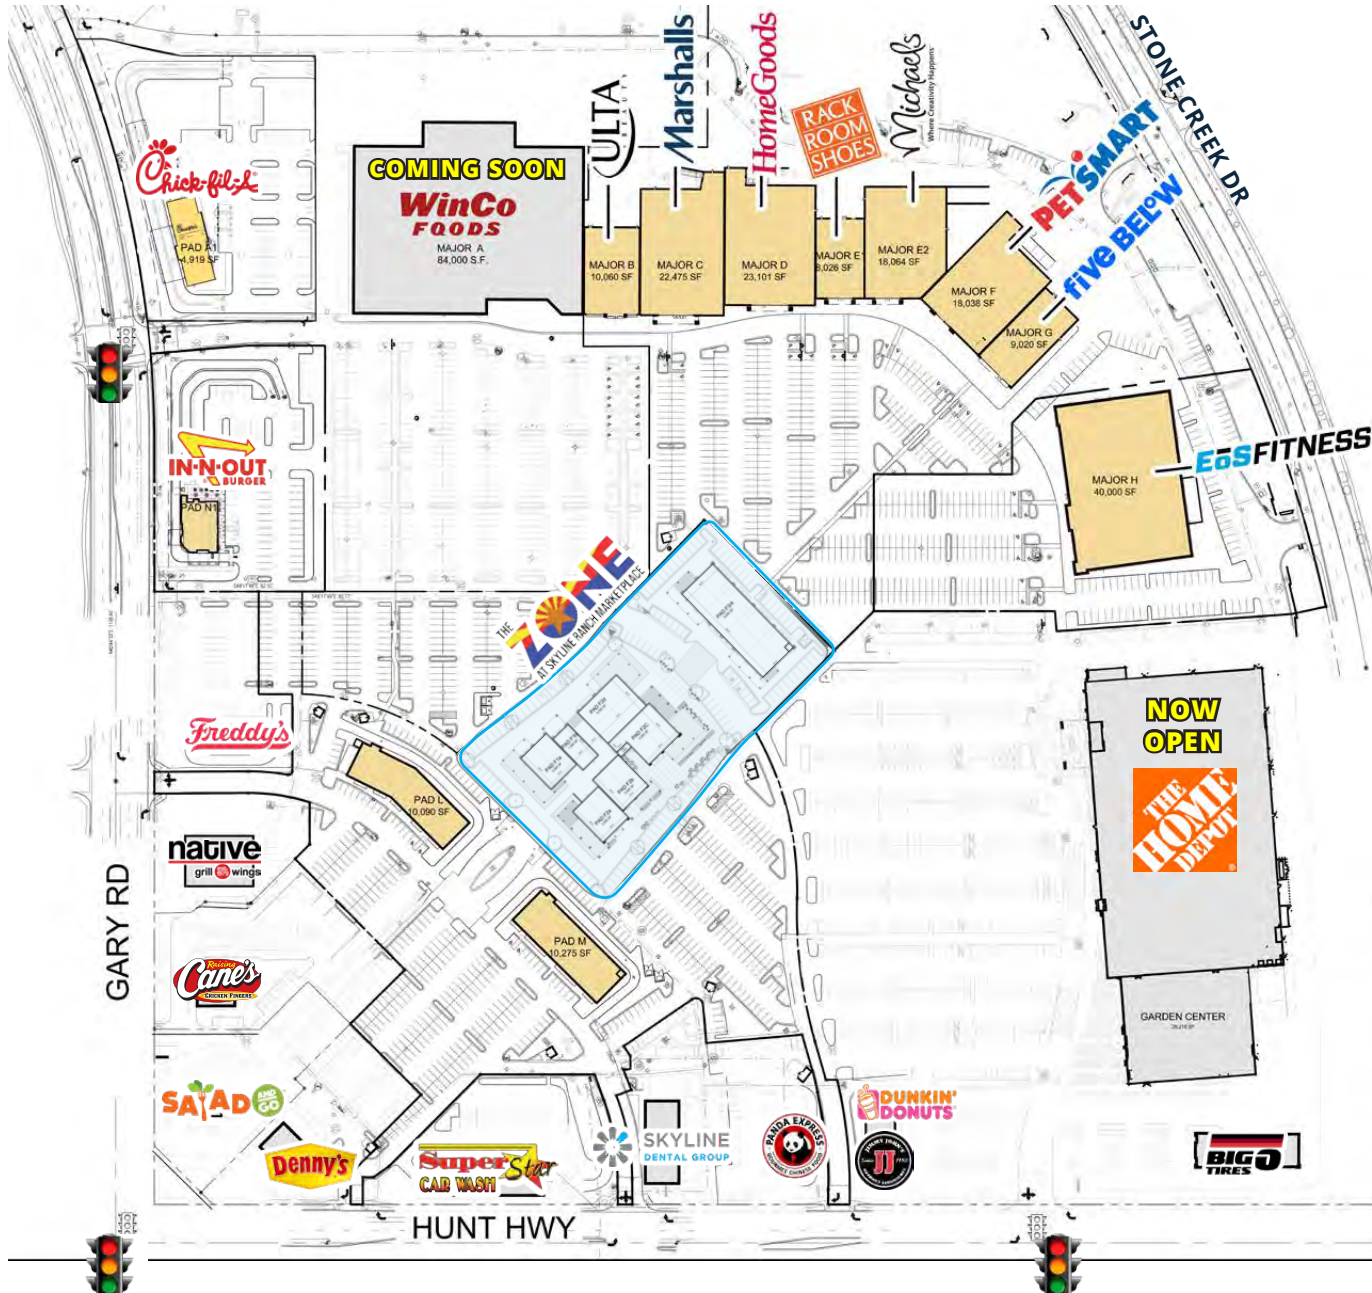 STONE CREEK DR
ULTA
BEAUTY
Marshalls
HomeGoods
RACK
ROOM
SHOES
Michaels
Where Creativity Happens
PETSMART
five BELOW
Chick-fil-A
PAD A1
4,919 SF
COMING SOON
WinCo
FOODS
MAJOR A
84,000 S.F.
MAJOR B
10,060 SF
MAJOR C
22,475 SF
MAJOR D
23,101 SF
MAJOR E1
8,026 SF
MAJOR E2
18,064 SF
MAJOR F
18,038 SF
MAJOR G
9,020 SF
IN-N-OUT
BURGER
PAD N1
MAJOR H
40,000 SF
EōSFITNESS
THE
ZONE
AT SKYLINE RANCH MARKETPLACE
Freddy's
PAD L
10,090 SF
NOW
OPEN
THE
HOME
DEPOT
native
grill wings
GARY RD
Raising
Cane's
CHICKEN FINGERS
PAD M
10,275 SF
GARDEN CENTER
SALAD
AND
GO
Denny's
Super Star
CAR WASH
SKYLINE
DENTAL GROUP
PANDA EXPRESS
GOURMET CHINESE FOOD
DUNKIN'
DONUTS
JIMMY JOHN'S
JJ
BIG 5
TIRES
HUNT HWY